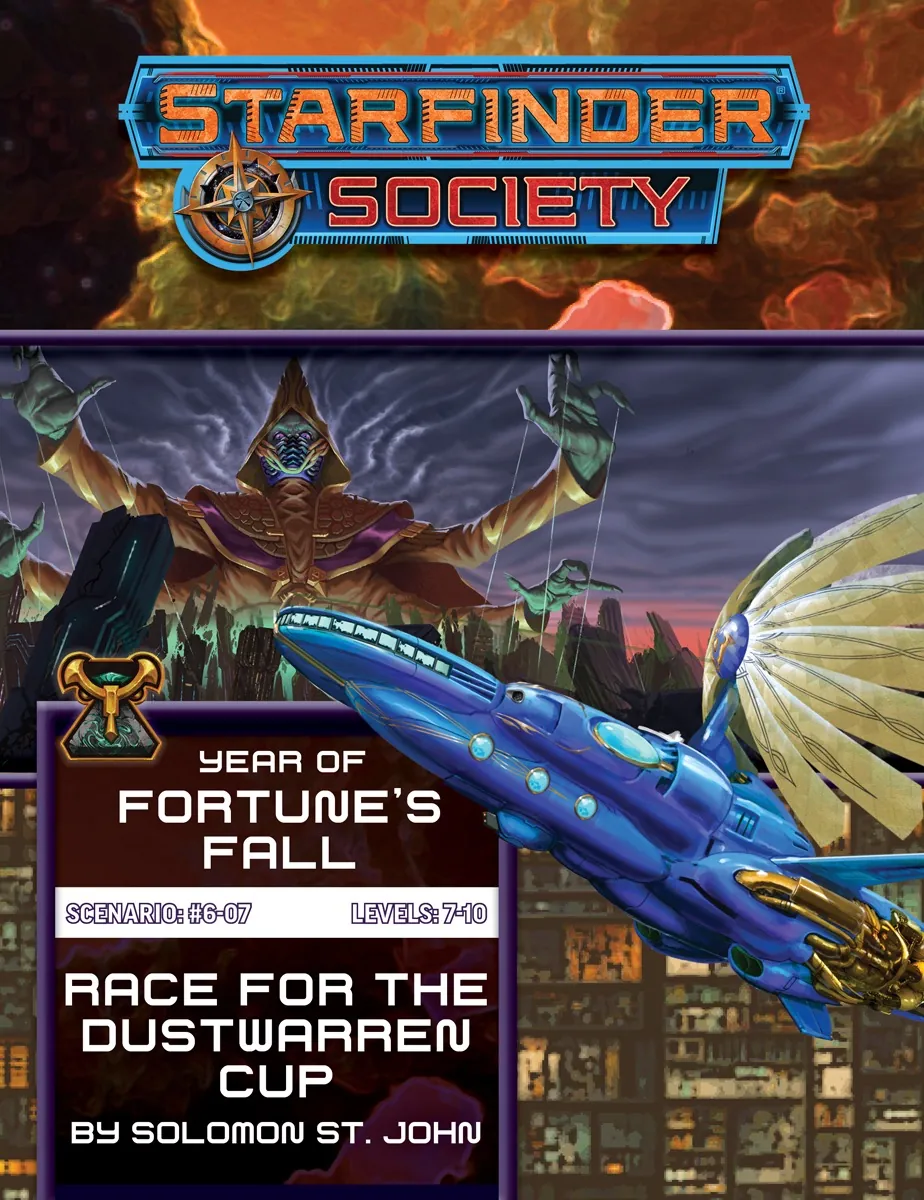 STARFINDER®
SOCIETY
YEAR OF
FORTUNE'S
FALL
SCENARIO: #6-07 LEVELS: 7-10
RACE FOR THE
DUSTWARREN
CUP
BY SOLOMON ST. JOHN